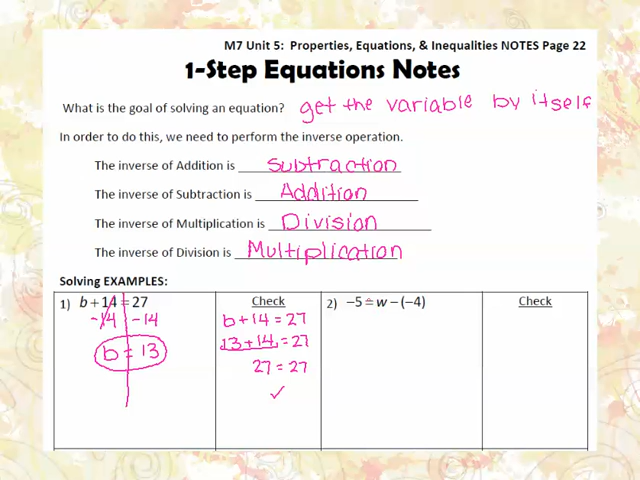 M7 Unit 5: Properties, Equations, & Inequalities NOTES Page 22
1-Step Equations Notes
What is the goal of solving an equation? get the variable by itself
In order to do this, we need to perform the inverse operation.
The inverse of Addition is Subtraction
The inverse of Subtraction is Addition
The inverse of Multiplication is Division
The inverse of Division is Multiplication
Solving EXAMPLES:
1) b + 14 = 27
-14 -14
b = 13
Check
b + 14 = 27
13 + 14 = 27
27 = 27
✓
2) −5 = w − (−4)
Check